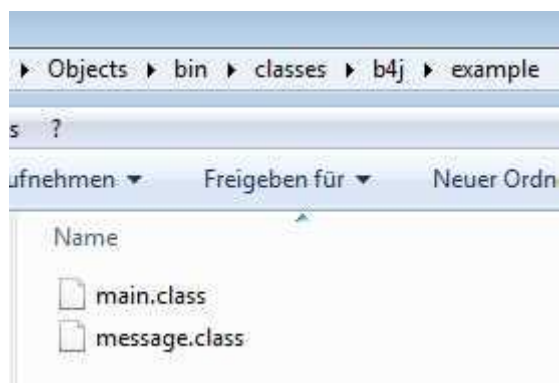 Objects bin classes b4j example
s ?
ufnehmen Freigeben für Neuer Ordn
Name
main.class
message.class